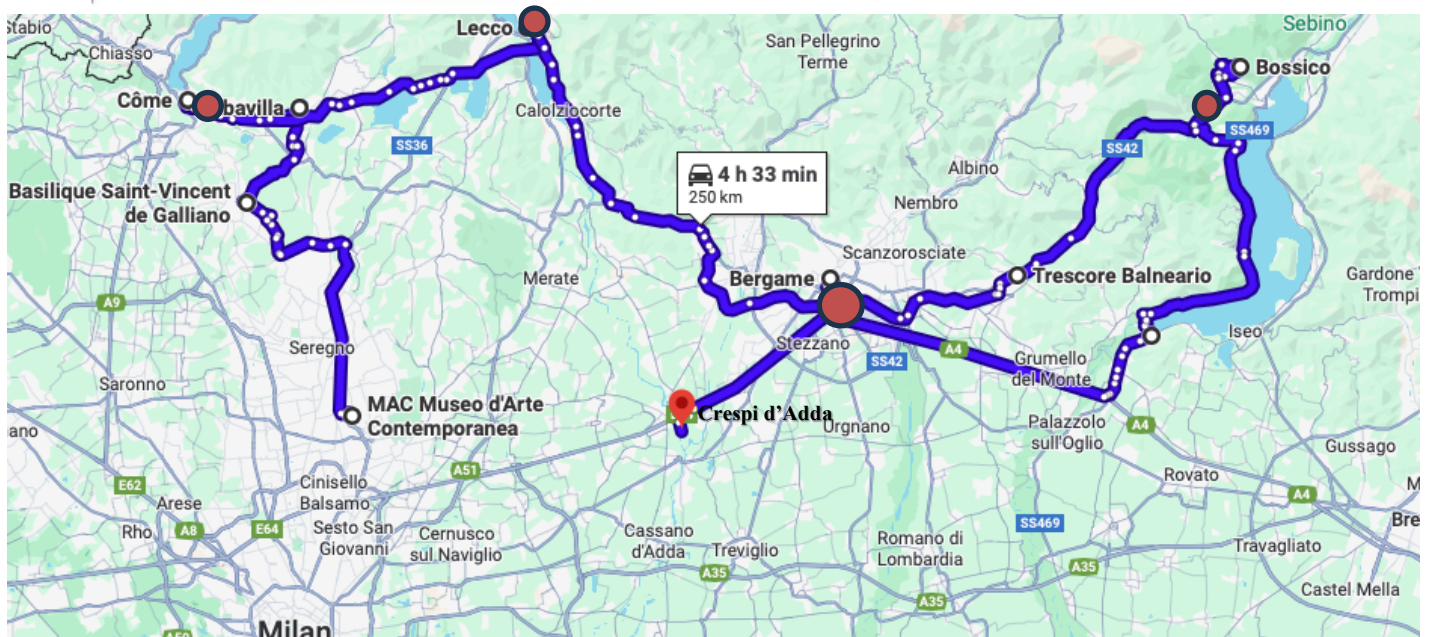 Stabio
Chiasso
Lecco
San Pellegrino
Terme
Sebino
Bossico
Côme
bavilla
Calolziocorte
SS36
SS42
SS469
Albino
4 h 33 min
250 km
Basilique Saint-Vincent
de Galliano
Nembro
Scanzorosciate
Merate
Bergame
Trescore Balneario
Gardone
Trompi
A9
Seregno
Stezzano
SS42
A4
Grumello
del Monte
Iseo
Saronno
MAC Museo d'Arte
Contemporanea
Crespi d’Adda
Urgnano
Palazzolo
sull'Oglio
A4
ano
Gussago
A51
Rovato
E62
Cinisello
Balsamo
Arese
A4
M
Rho
A8
E64
Sesto San
Giovanni
Cernusco
sul Naviglio
Cassano
d'Adda
Treviglio
Romano di
Lombardia
SS469
Bre
Travagliato
A35
A35
A35
Castel Mella
Milan